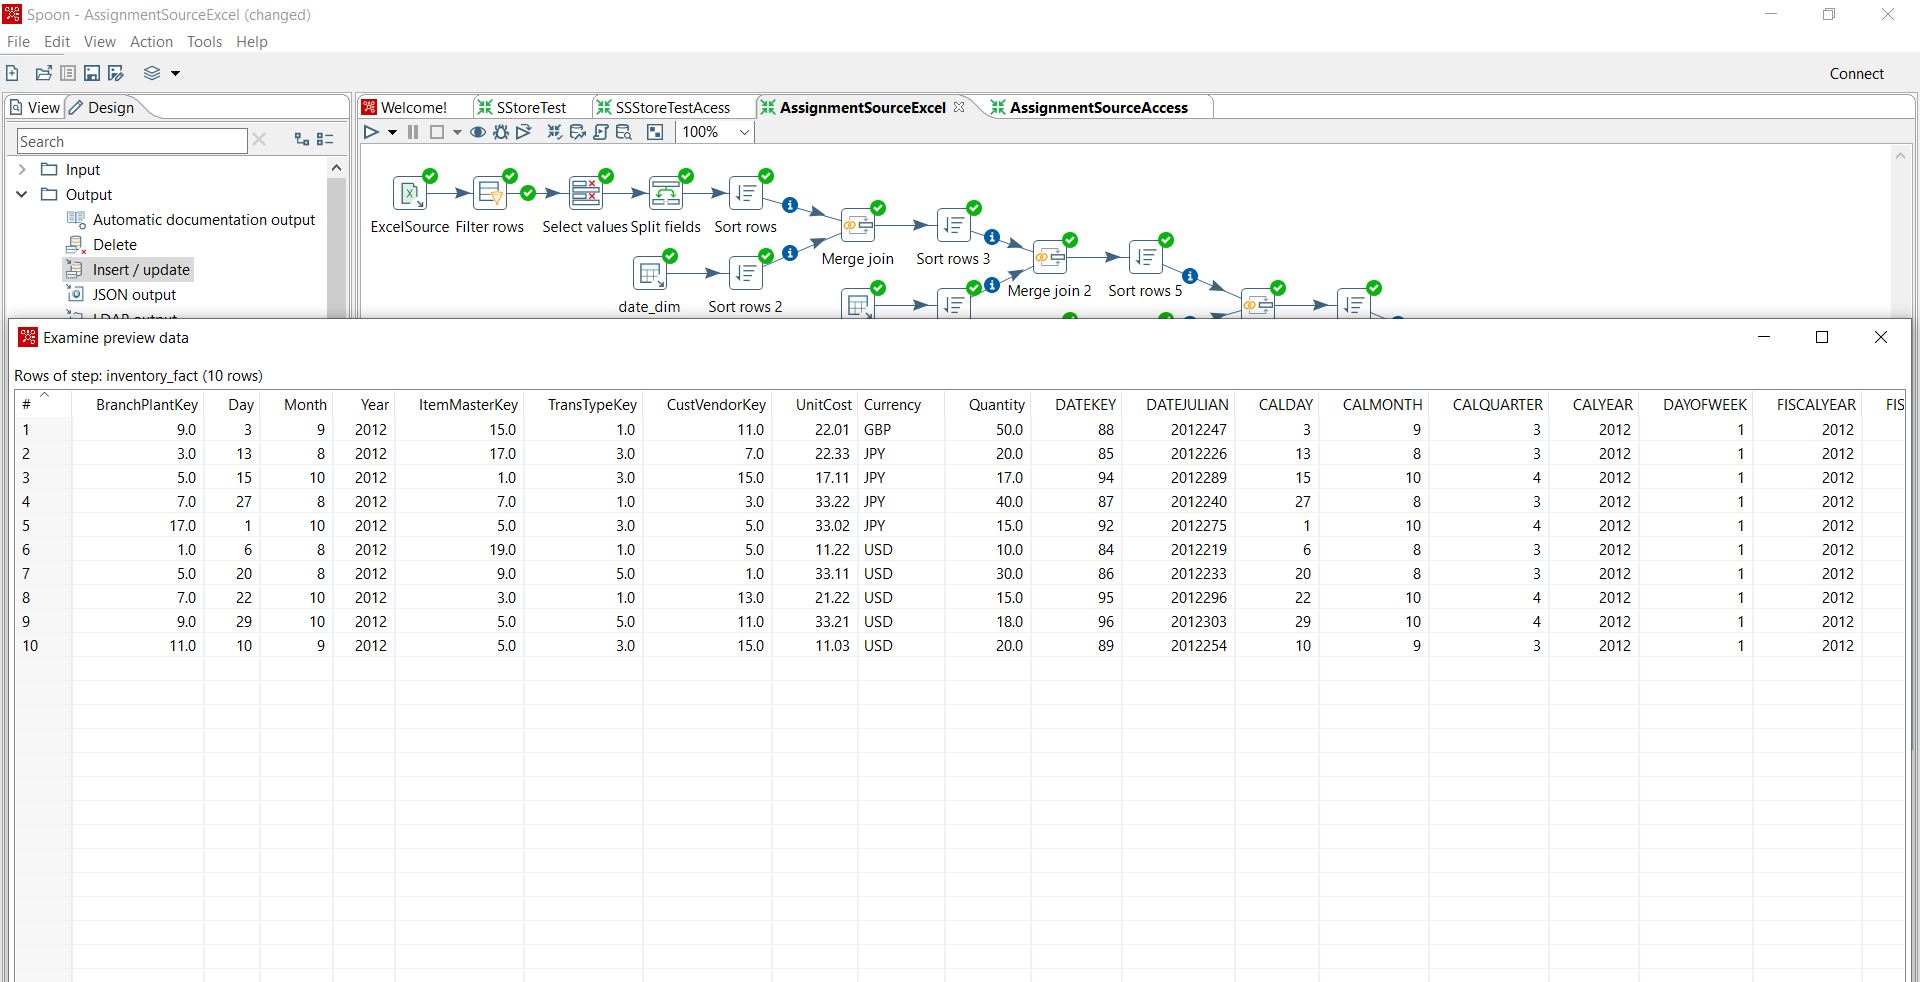 Spoon - AssignmentSourceExcel (changed)
File Edit View Action Tools Help
Connect
View Design
Welcome! SStoreTest SSStoreTestAcess AssignmentSourceExcel AssignmentSourceAccess
Search
100%
Input
Output
Automatic documentation output
Delete
Insert / update
JSON output
LDAP output
ExcelSource Filter rows Select values Split fields Sort rows
Merge join Sort rows 3
Merge join 2 Sort rows 5
date_dim Sort rows 2
Examine preview data
Rows of step: inventory_fact (10 rows)
# BranchPlantKey Day Month Year ItemMasterKey TransTypeKey CustVendorKey UnitCost Currency Quantity DATEKEY DATEJULIAN CALDAY CALMONTH CALQUARTER CALYEAR DAYOFWEEK FISCALYEAR FIS
1 9.0 3 9 2012 15.0 1.0 11.0 22.01 GBP 50.0 88 2012247 3 9 3 2012 1 2012
2 3.0 13 8 2012 17.0 3.0 7.0 22.33 JPY 20.0 85 2012226 13 8 3 2012 1 2012
3 5.0 15 10 2012 1.0 3.0 15.0 17.11 JPY 17.0 94 2012289 15 10 4 2012 1 2012
4 7.0 27 8 2012 7.0 1.0 3.0 33.22 JPY 40.0 87 2012240 27 8 3 2012 1 2012
5 17.0 1 10 2012 5.0 3.0 5.0 33.02 JPY 15.0 92 2012275 1 10 4 2012 1 2012
6 1.0 6 8 2012 19.0 1.0 5.0 11.22 USD 10.0 84 2012219 6 8 3 2012 1 2012
7 5.0 20 8 2012 9.0 5.0 1.0 33.11 USD 30.0 86 2012233 20 8 3 2012 1 2012
8 7.0 22 10 2012 3.0 1.0 13.0 21.22 USD 15.0 95 2012296 22 10 4 2012 1 2012
9 9.0 29 10 2012 5.0 5.0 11.0 33.21 USD 18.0 96 2012303 29 10 4 2012 1 2012
10 11.0 10 9 2012 5.0 3.0 15.0 11.03 USD 20.0 89 2012254 10 9 3 2012 1 2012